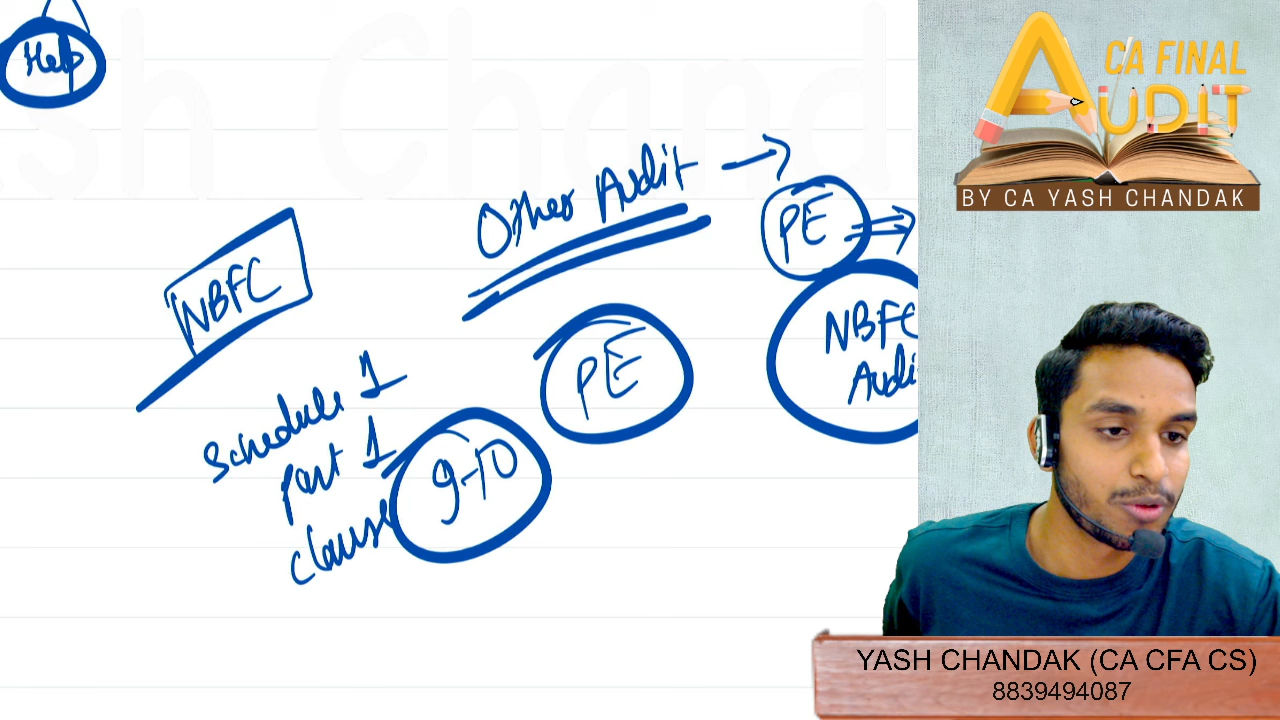 Help
Other Audit →
PE ⇒
NBFC
NBFC
Audi
PE
Schedule 1
part 1
clause
9-10
CA FINAL
AUDIT
BY CA YASH CHANDAK
YASH CHANDAK (CA CFA CS)
8839494087